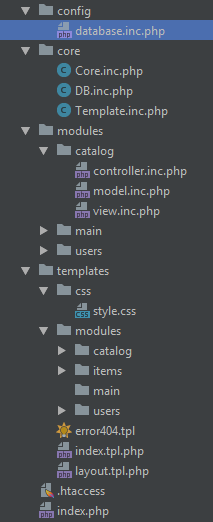 config
database.inc.php
core
Core.inc.php
DB.inc.php
Template.inc.php
modules
catalog
controller.inc.php
model.inc.php
view.inc.php
main
users
templates
css
style.css
modules
catalog
items
main
users
error404.tpl
index.tpl.php
layout.tpl.php
.htaccess
index.php